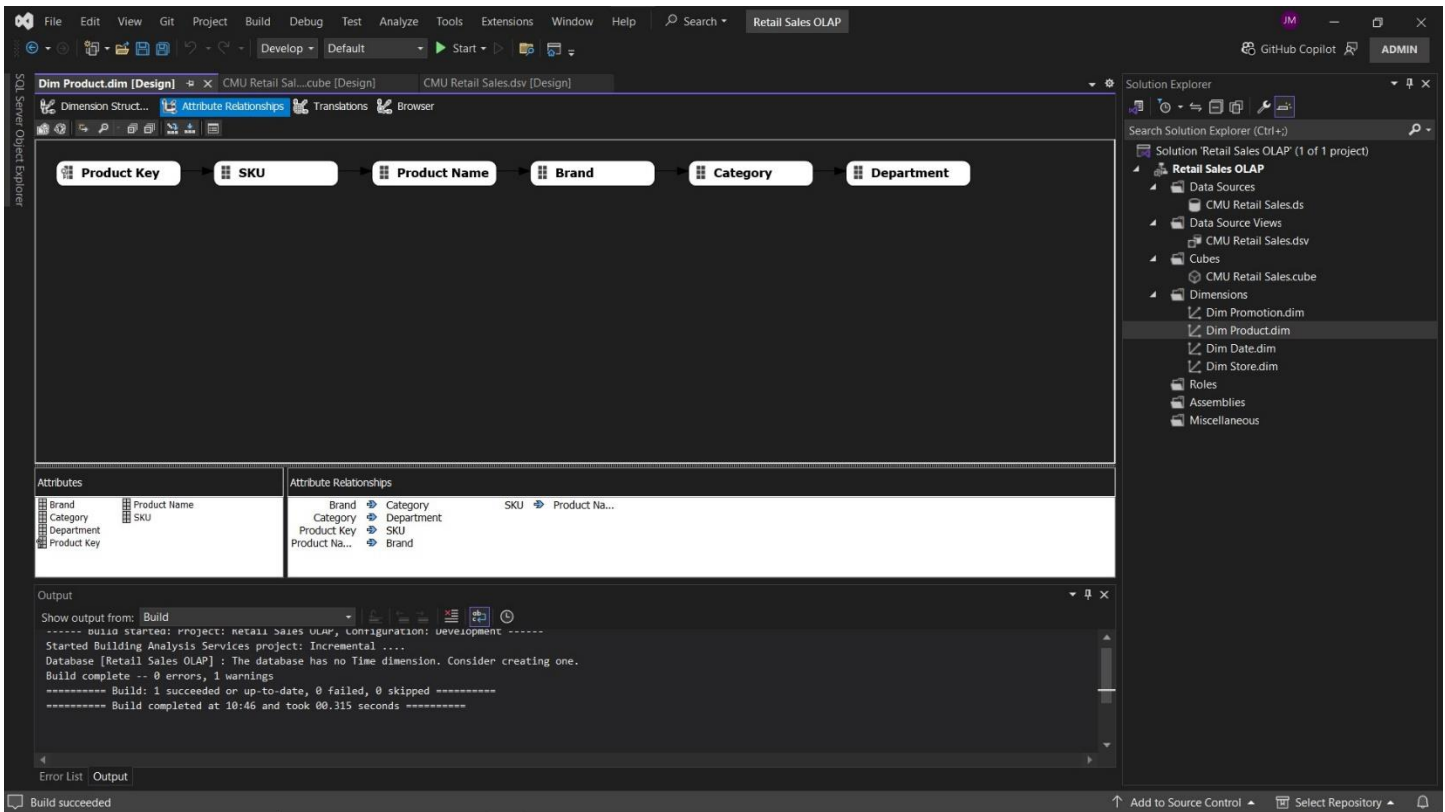 File Edit View Git Project Build Debug Test Analyze Tools Extensions Window Help Search Retail Sales OLAP JM
Develop Default Start GitHub Copilot ADMIN
SQL Server Object Explorer
Dim Product.dim [Design] CMU Retail Sal....cube [Design] CMU Retail Sales.dsv [Design]
Dimension Struct... Attribute Relationships Translations Browser
Product Key SKU Product Name Brand Category Department
Attributes
Brand Product Name
Category SKU
Department
Product Key
Attribute Relationships
Brand Category SKU Product Na...
Category Department
Product Key SKU
Product Na... Brand
Output
Show output from: Build
------ Build started: Project: Retail Sales OLAP, Configuration: Development ------
Started Building Analysis Services project: Incremental ....
Database [Retail Sales OLAP] : The database has no Time dimension. Consider creating one.
Build complete -- 0 errors, 1 warnings
========== Build: 1 succeeded or up-to-date, 0 failed, 0 skipped ==========
========== Build completed at 10:46 and took 00.315 seconds ==========
Error List Output
Solution Explorer
Search Solution Explorer (Ctrl+;)
Solution 'Retail Sales OLAP' (1 of 1 project)
Retail Sales OLAP
Data Sources
CMU Retail Sales.ds
Data Source Views
CMU Retail Sales.dsv
Cubes
CMU Retail Sales.cube
Dimensions
Dim Promotion.dim
Dim Product.dim
Dim Date.dim
Dim Store.dim
Roles
Assemblies
Miscellaneous
Build succeeded Add to Source Control Select Repository